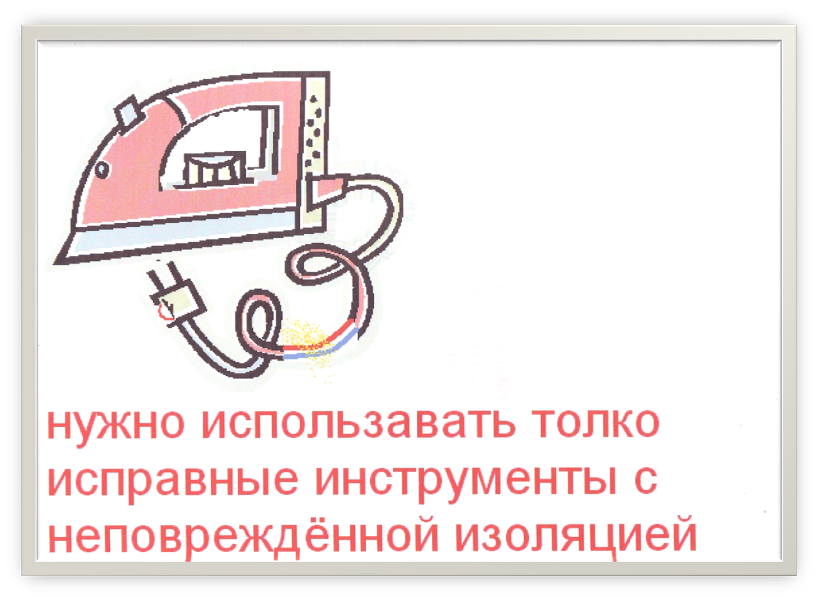 нужно использавать толко
исправные инструменты с
неповреждённой изоляцией